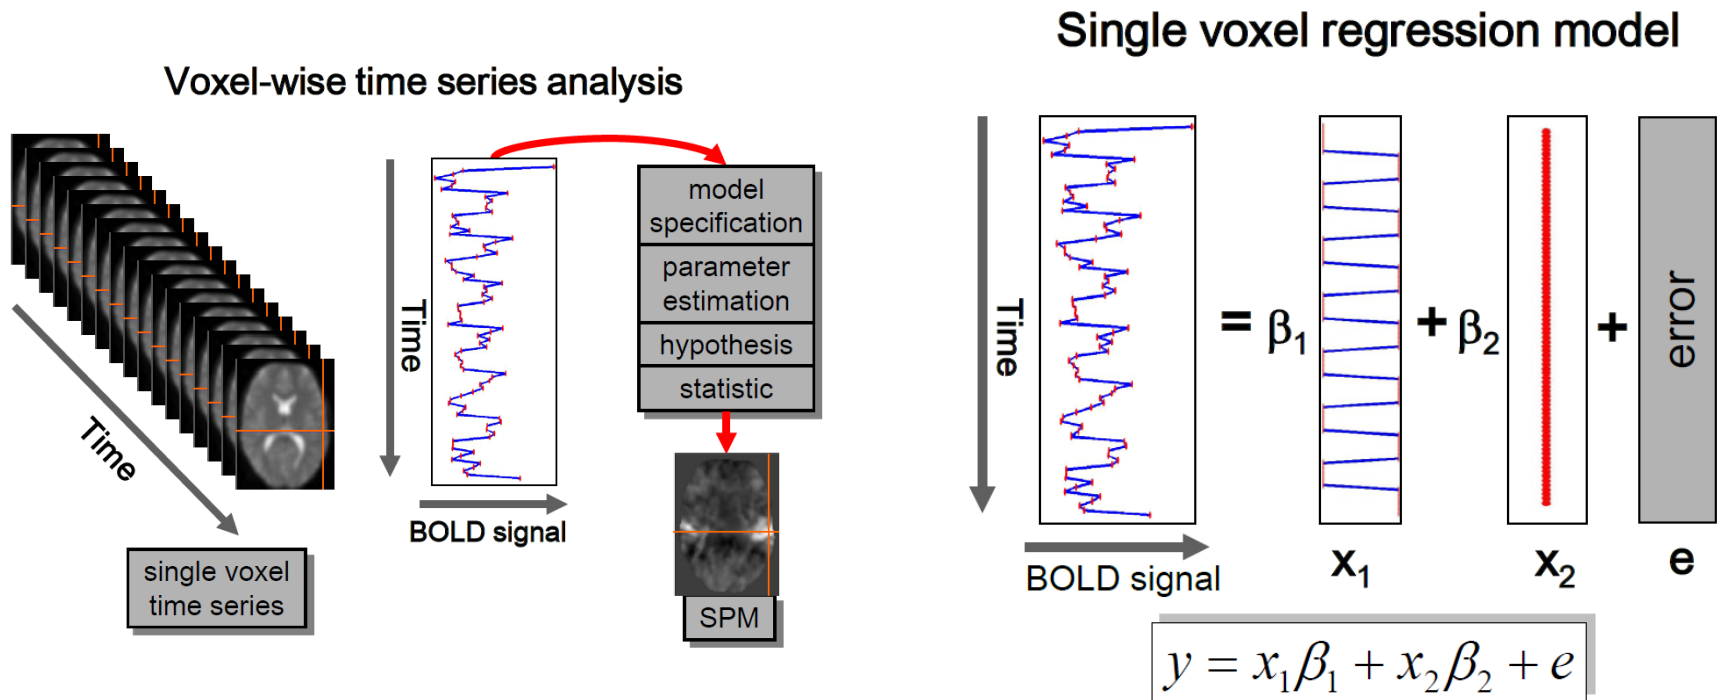 Voxel-wise time series analysis
Time
single voxel
time series
Time
BOLD signal
model
specification
parameter
estimation
hypothesis
statistic
SPM
Single voxel regression model
Time
BOLD signal
= β₁
+ β₂
+
error
x₁
x₂
e
y = x₁β₁ + x₂β₂ + e